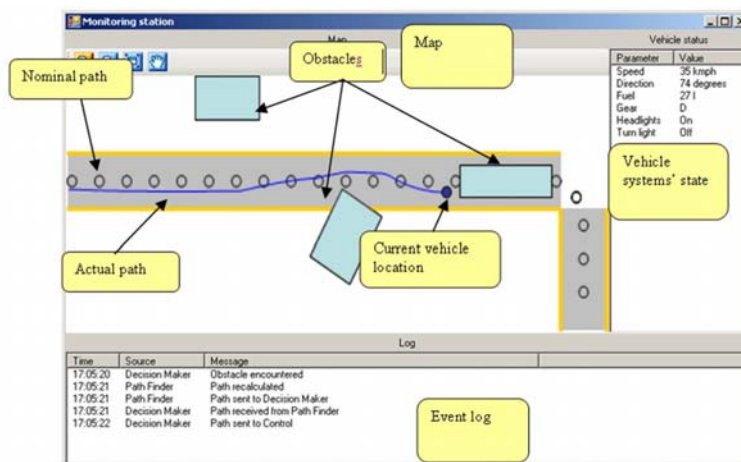 Monitoring station
Map
Vehicle status
Map
Obstacles
Nominal path
Parameter Value
Speed 35 kmph
Direction 74 degrees
Fuel 27 l
Gear D
Headlights On
Turn light Off
Vehicle
systems' state
Actual path
Current vehicle
location
Log
Time Source Message
17:05:20 Decision Maker Obstacle encountered
17:05:21 Path Finder Path recalculated
17:05:21 Path Finder Path sent to Decision Maker
17:05:21 Decision Maker Path received from Path Finder
17:05:22 Decision Maker Path sent to Control
Event log